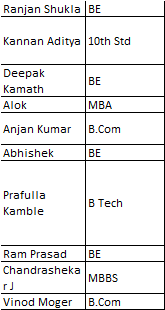 Ranjan Shukla BE
Kannan Aditya 10th Std
Deepak
Kamath BE
Alok MBA
Anjan Kumar B.Com
Abhishek BE
Prafulla
Kamble B Tech
Ram Prasad BE
Chandrasheka
r J MBBS
Vinod Moger B.Com